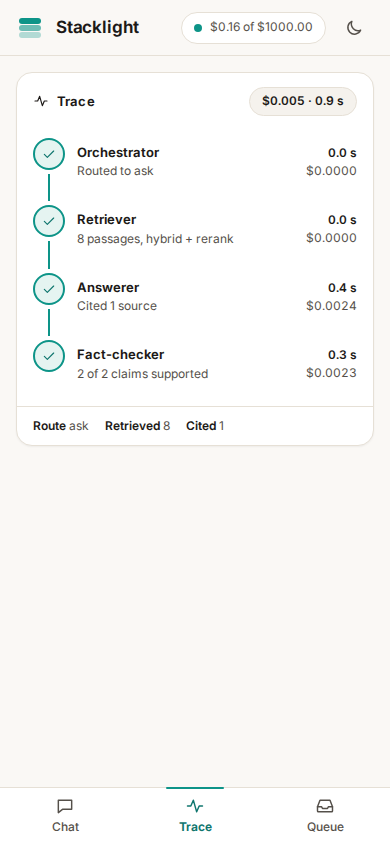 Stacklight
$0.16 of $1000.00
Trace
$0.005 · 0.9 s
Orchestrator
0.0 s
Routed to ask
$0.0000
Retriever
0.0 s
8 passages, hybrid + rerank
$0.0000
Answerer
0.4 s
Cited 1 source
$0.0024
Fact-checker
0.3 s
2 of 2 claims supported
$0.0023
Route ask Retrieved 8 Cited 1
Chat
Trace
Queue